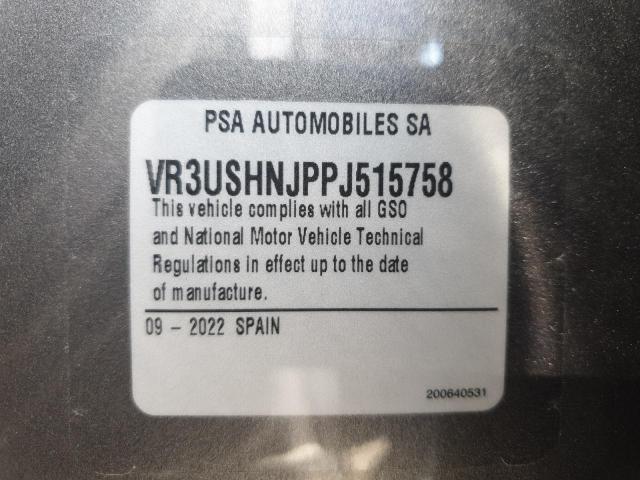 PSA AUTOMOBILES SA
VR3USHNJPPJ515758
This vehicle complies with all GSO
and National Motor Vehicle Technical
Regulations in effect up to the date
of manufacture.
09 - 2022 SPAIN
200640531